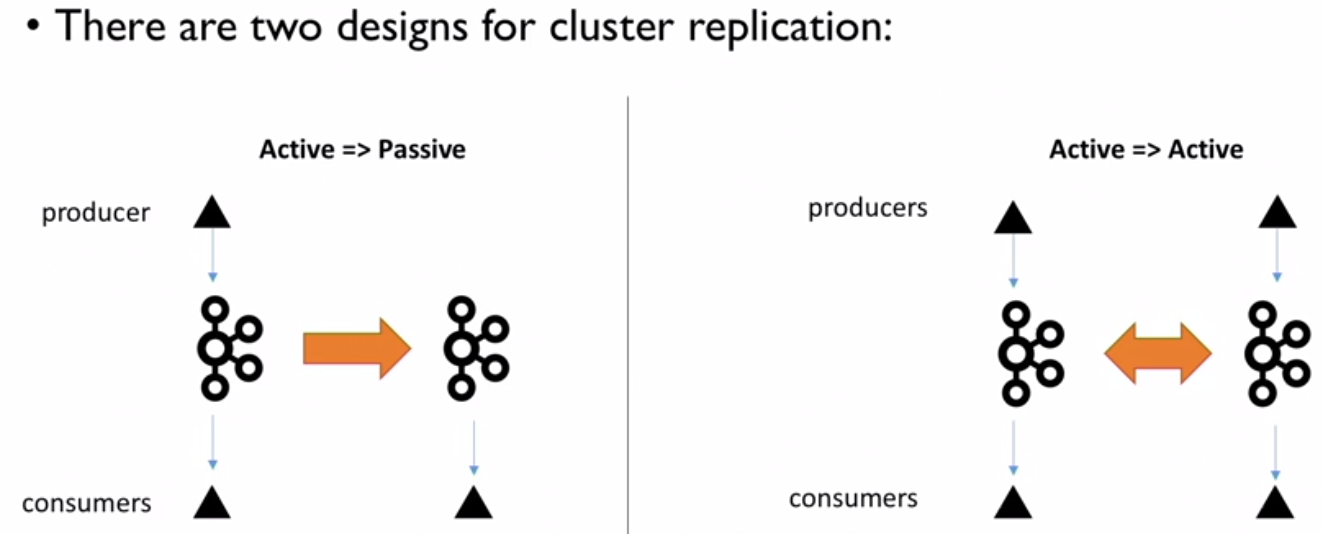 • There are two designs for cluster replication:
Active => Passive
producer
consumers
Active => Active
producers
consumers